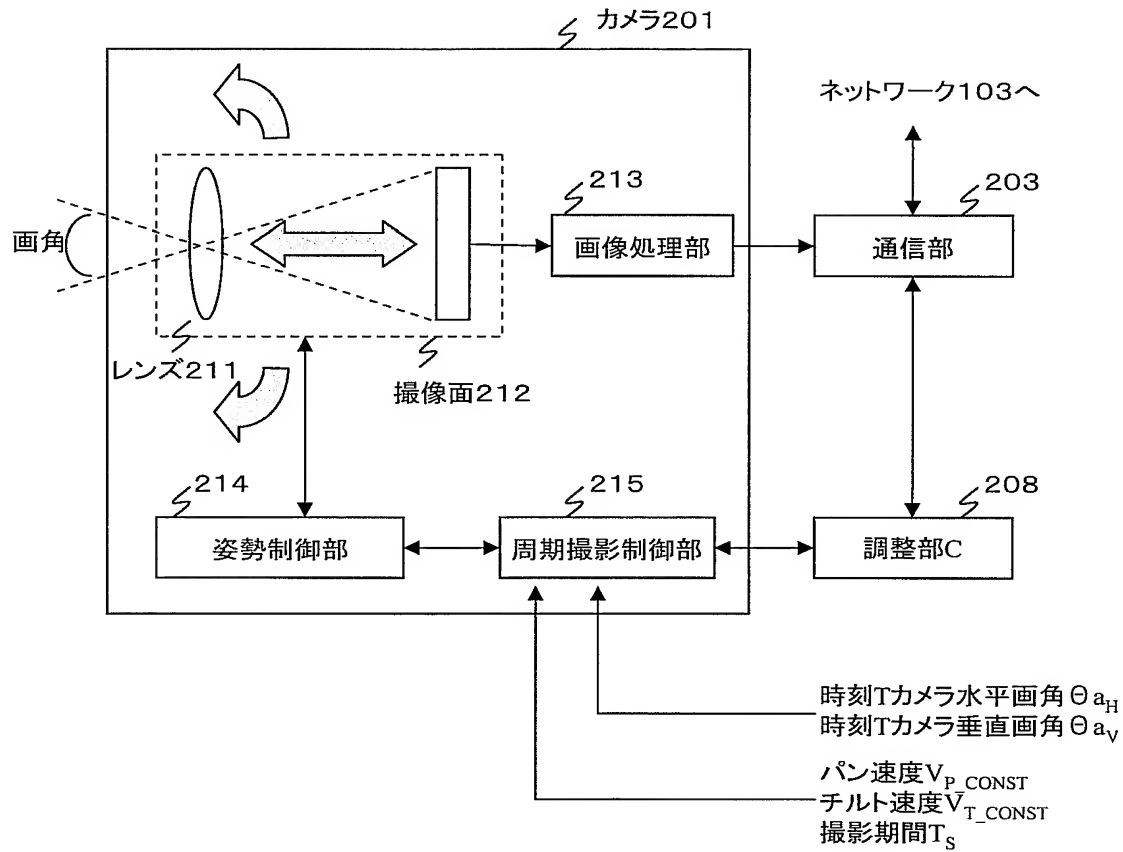 カメラ201
ネットワーク103へ
213
203
画角
画像処理部
通信部
レンズ211
撮像面212
214
215
208
姿勢制御部
周期撮影制御部
調整部C
時刻Tカメラ水平画角Θa_H
時刻Tカメラ垂直画角Θa_V
パン速度V_P_CONST
チルト速度V_T_CONST
撮影期間T_S